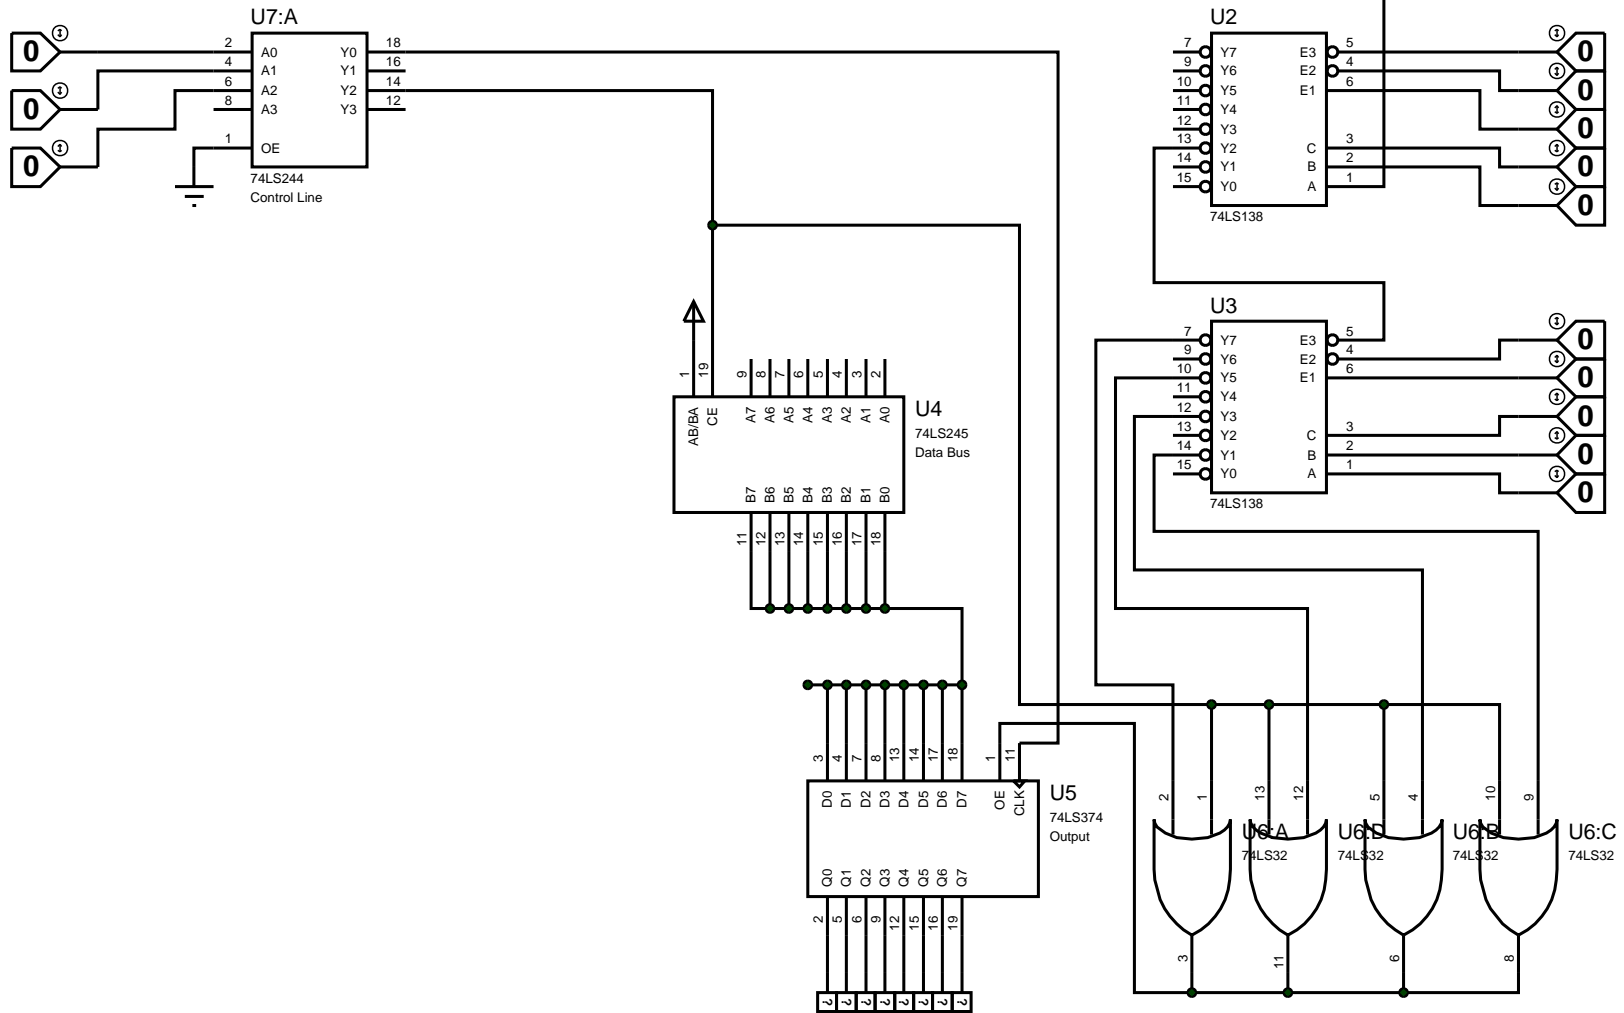 U7:A
0
0
0
2 A0 Y0 18
4 A1 Y1 16
6 A2 Y2 14
8 A3 Y3 12
1 OE
74LS244
Control Line
U2
7 Y7 E3 5 0
9 Y6 E2 4 0
10 Y5 E1 6 0
11 Y4
12 Y3
13 Y2 C 3 0
14 Y1 B 2 0
15 Y0 A 1
74LS138
U3
7 Y7 E3 5
9 Y6 E2 4 0
10 Y5 E1 6 0
11 Y4
12 Y3
13 Y2 C 3 0
14 Y1 B 2 0
15 Y0 A 1 0
74LS138
1 19 9 8 7 6 5 4 3 2
AB/BA CE A7 A6 A5 A4 A3 A2 A1 A0
U4
74LS245
Data Bus
B7 B6 B5 B4 B3 B2 B1 B0
11 12 13 14 15 16 17 18
3 4 7 8 13 14 17 18 1 11
D0 D1 D2 D3 D4 D5 D6 D7 OE CLK
U5
74LS374
Output
Q0 Q1 Q2 Q3 Q4 Q5 Q6 Q7
2 5 6 9 12 15 16 19
? ? ? ? ? ? ? ?
2 1 13 12 5 4 10 9
U6:A U6:D U6:B U6:C
74LS32 74LS32 74LS32 74LS32
3 11 6 8